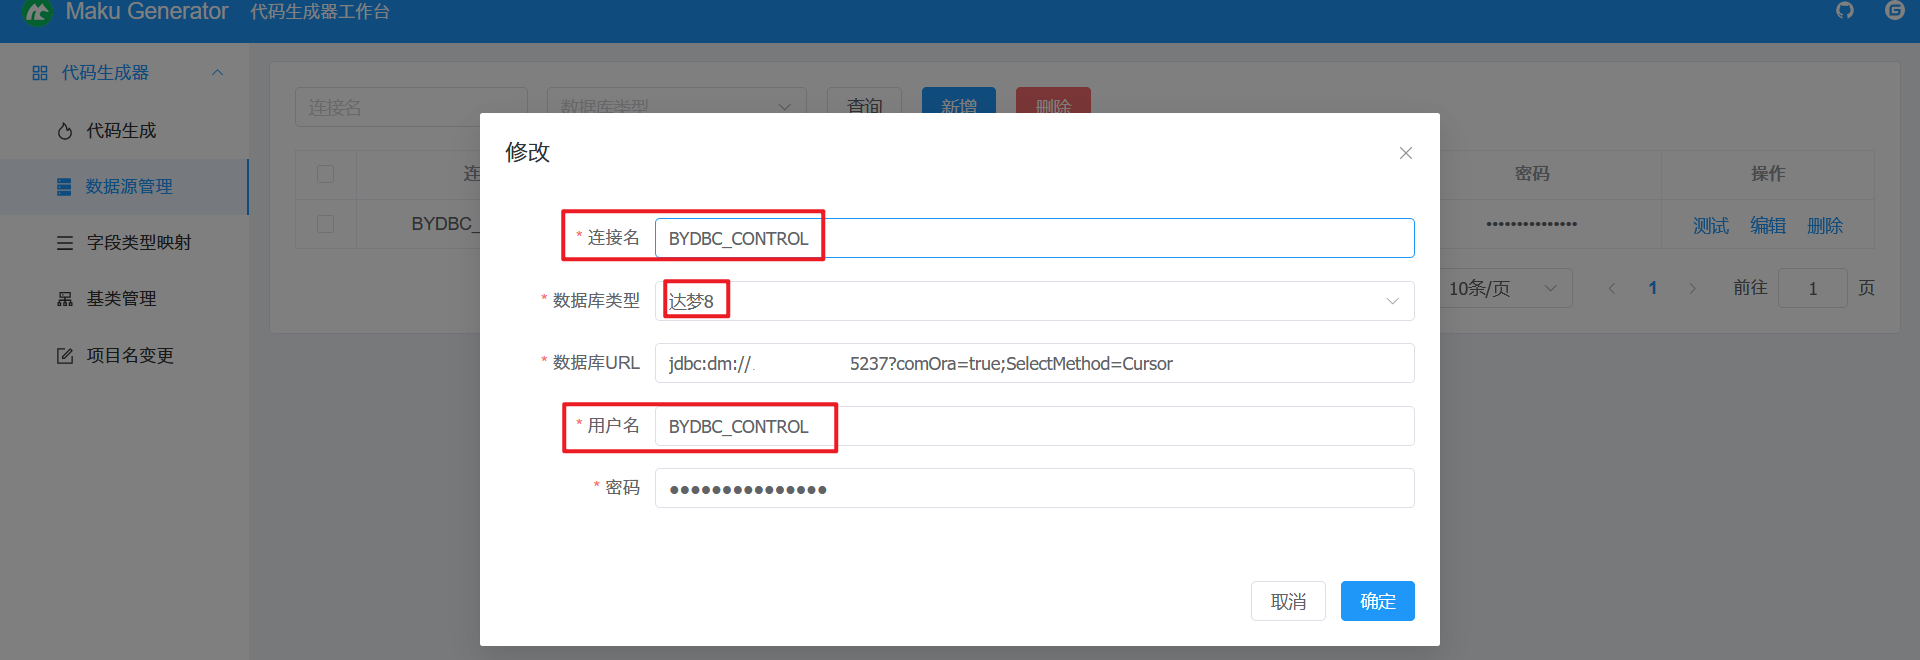 Maku Generator 代码生成器工作台
代码生成器
代码生成
数据源管理
字段类型映射
基类管理
项目名变更
连接名 数据库类型 查询 新增 删除
连 密码 操作
BYDBC_ ••••••••••••••• 测试 编辑 删除
10条/页 1 前往 1 页
修改
* 连接名 BYDBC_CONTROL
* 数据库类型 达梦8
* 数据库URL jdbc:dm:// 5237?comOra=true;SelectMethod=Cursor
* 用户名 BYDBC_CONTROL
* 密码 •••••••••••••••
取消 确定